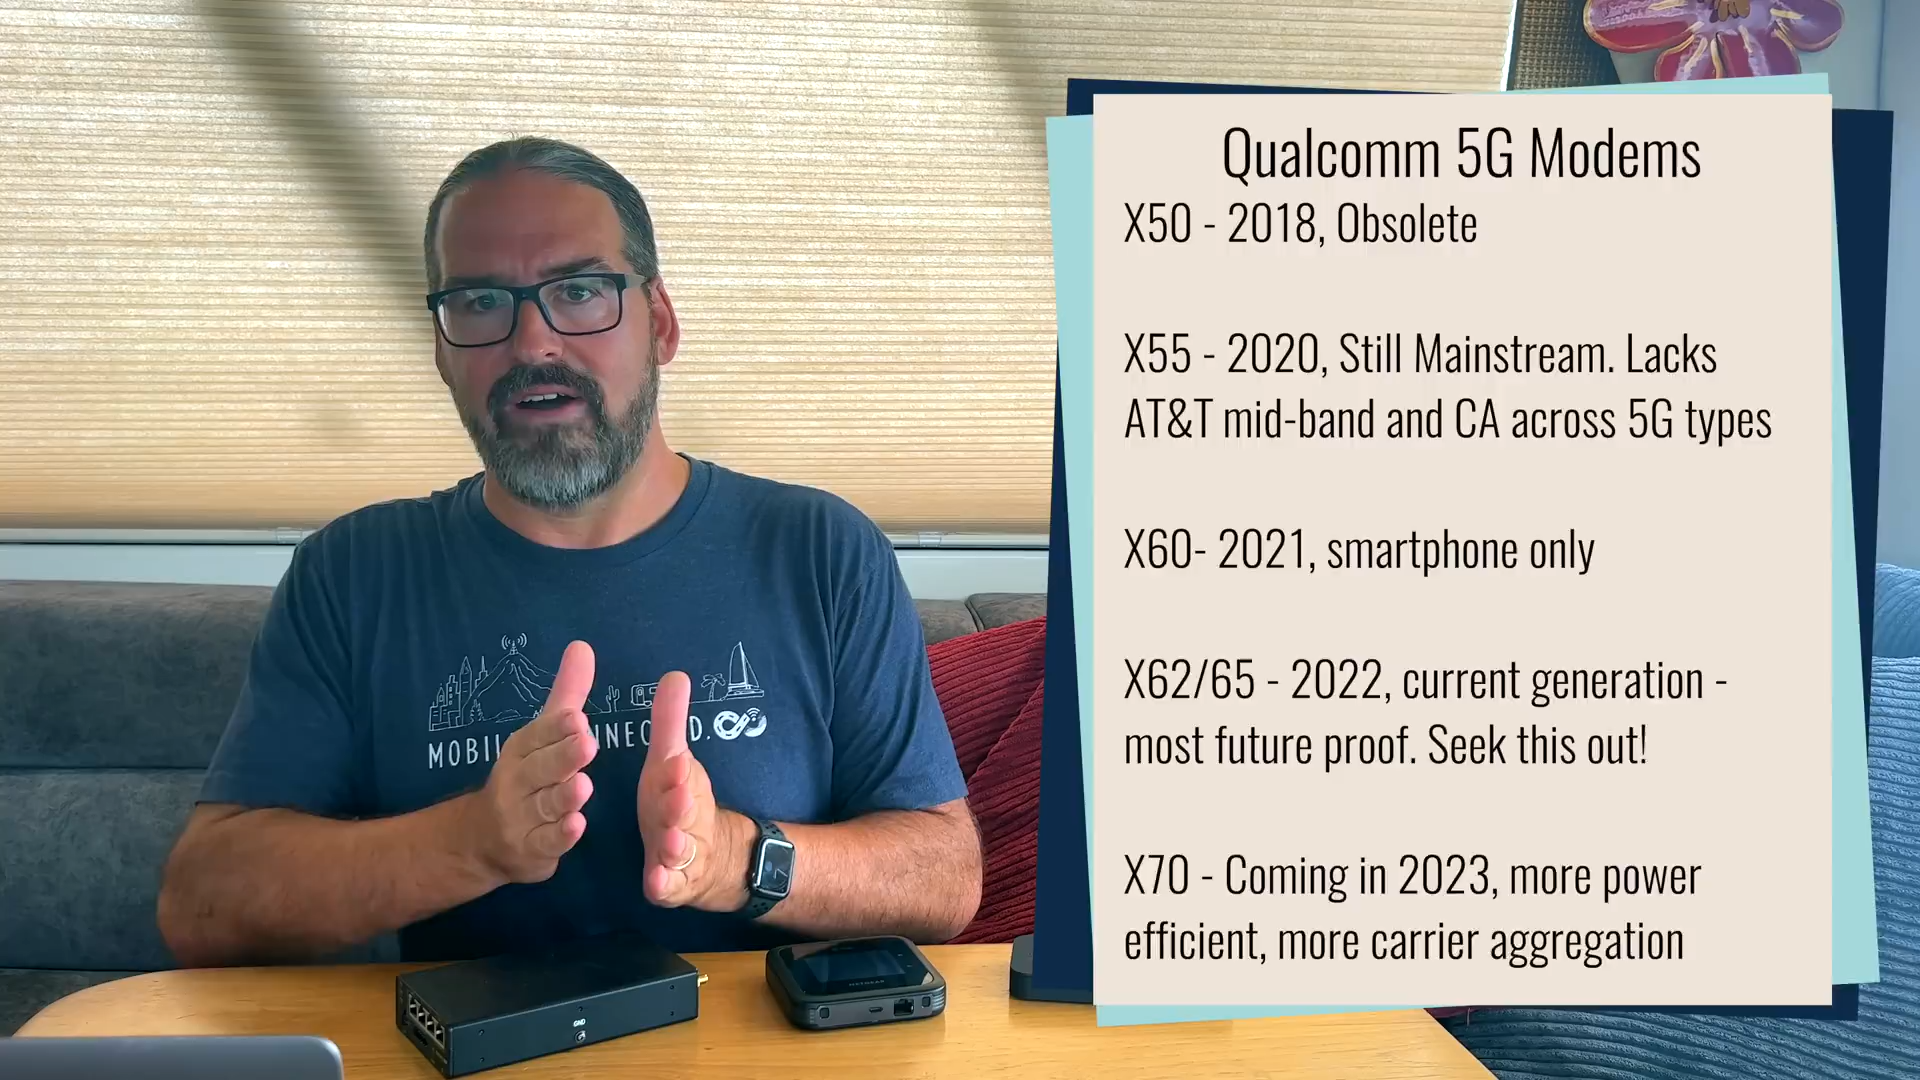 Qualcomm 5G Modems
X50 - 2018, Obsolete
X55 - 2020, Still Mainstream. Lacks
AT&T mid-band and CA across 5G types
X60- 2021, smartphone only
X62/65 - 2022, current generation -
most future proof. Seek this out!
X70 - Coming in 2023, more power
efficient, more carrier aggregation
GND
NETGEAR